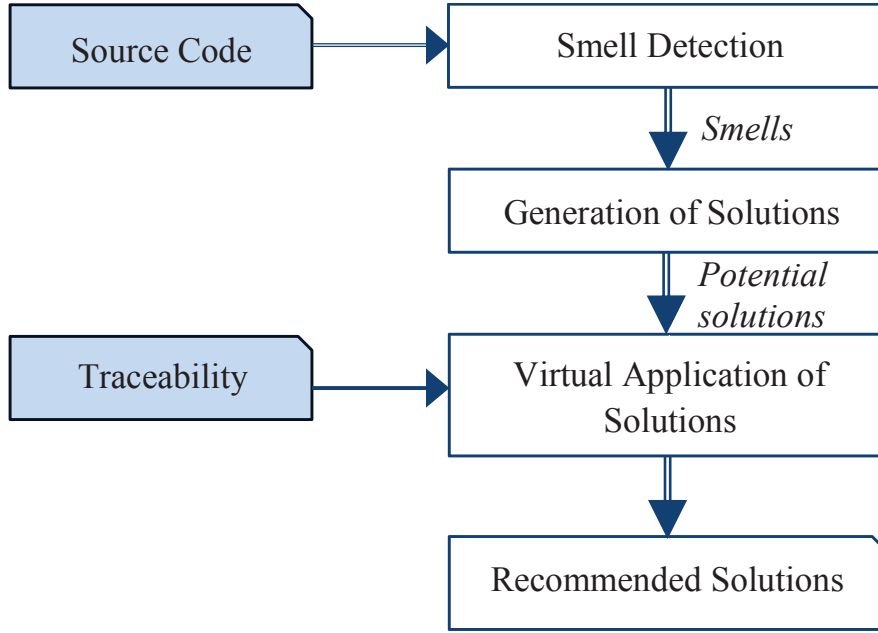 Source Code
Smell Detection
Smells
Generation of Solutions
Potential
solutions
Traceability
Virtual Application of
Solutions
Recommended Solutions